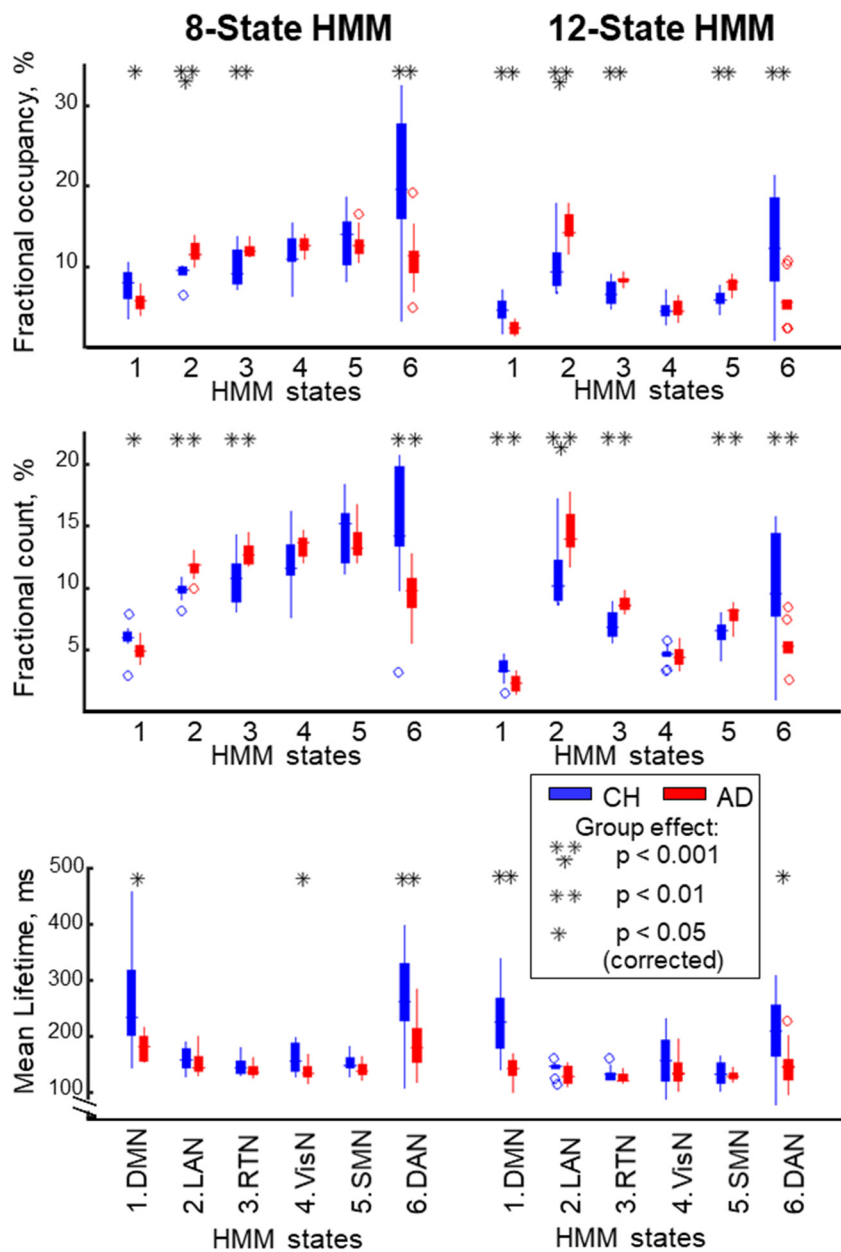 8-State HMM 12-State HMM
* ** *** ** ** ** *** ** ** **
Fractional occupancy, %
30
20
10
1 2 3 4 5 6 1 2 3 4 5 6
HMM states HMM states
* ** ** ** ** *** ** ** **
Fractional count, %
20
15
10
5
1 2 3 4 5 6 1 2 3 4 5 6
HMM states HMM states
CH AD
Group effect:
*** p < 0.001
** p < 0.01
* p < 0.05
(corrected)
* * ** ** *
Mean Lifetime, ms
500
400
300
200
100
1.DMN 2.LAN 3.RTN 4.VisN 5.SMN 6.DAN 1.DMN 2.LAN 3.RTN 4.VisN 5.SMN 6.DAN
HMM states HMM states